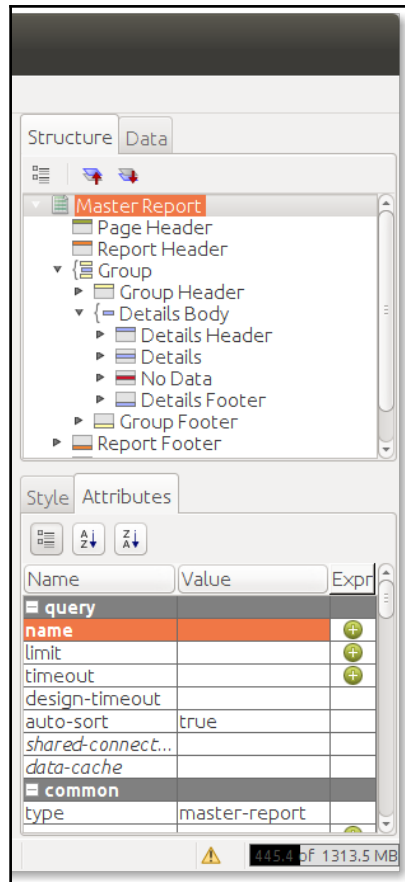 Structure Data
Master Report
Page Header
Report Header
Group
Group Header
Details Body
Details Header
Details
No Data
Details Footer
Group Footer
Report Footer
Style Attributes
A Z Z A
Name Value Expr
query
name
limit
timeout
design-timeout
auto-sort true
shared-connect...
data-cache
common
type master-report
445.4 of 1313.5 MB